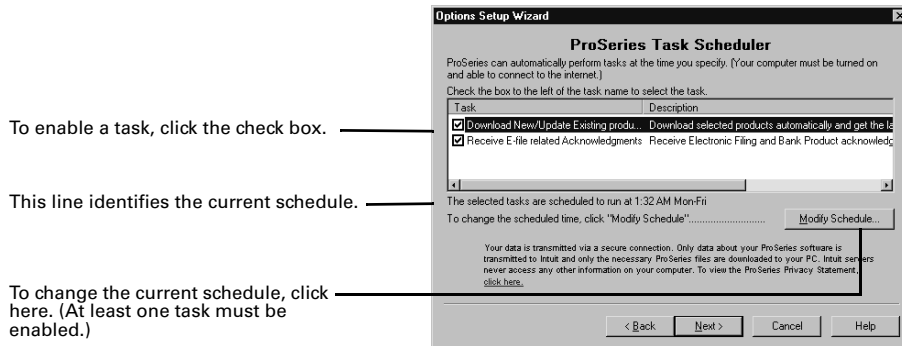 Options Setup Wizard
ProSeries Task Scheduler
ProSeries can automatically perform tasks at the time you specify. (Your computer must be turned on
and able to connect to the internet.)
Check the box to the left of the task name to select the task.
Task Description
Download New/Update Existing produ... Download selected products automatically and get the la
Receive E-file related Acknowledgments Receive Electronic Filing and Bank Product acknowledg
To enable a task, click the check box.
This line identifies the current schedule.
The selected tasks are scheduled to run at 1:32 AM Mon-Fri
To change the scheduled time, click "Modify Schedule"............................ Modify Schedule...
Your data is transmitted via a secure connection. Only data about your ProSeries software is
transmitted to Intuit and only the necessary ProSeries files are downloaded to your PC. Intuit servers
never access any other information on your computer. To view the ProSeries Privacy Statement,
click here.
To change the current schedule, click
here. (At least one task must be
enabled.)
< Back Next > Cancel Help